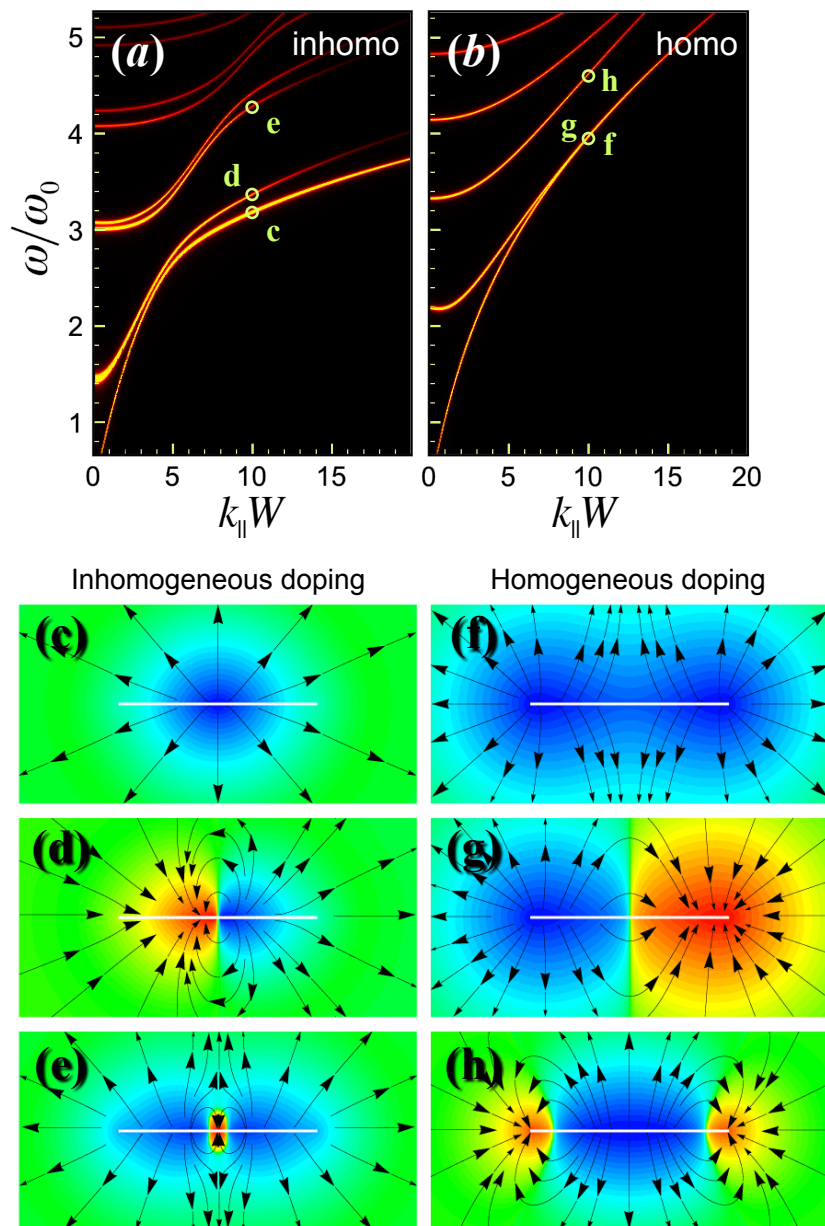 (a) inhomo
(b) homo
ω/ω₀
5
4
3
2
1
e
d
c
h
g
f
0 5 10 15
0 5 10 15 20
k∥W
k∥W
Inhomogeneous doping
Homogeneous doping
(c)
(f)
(d)
(g)
(e)
(h)